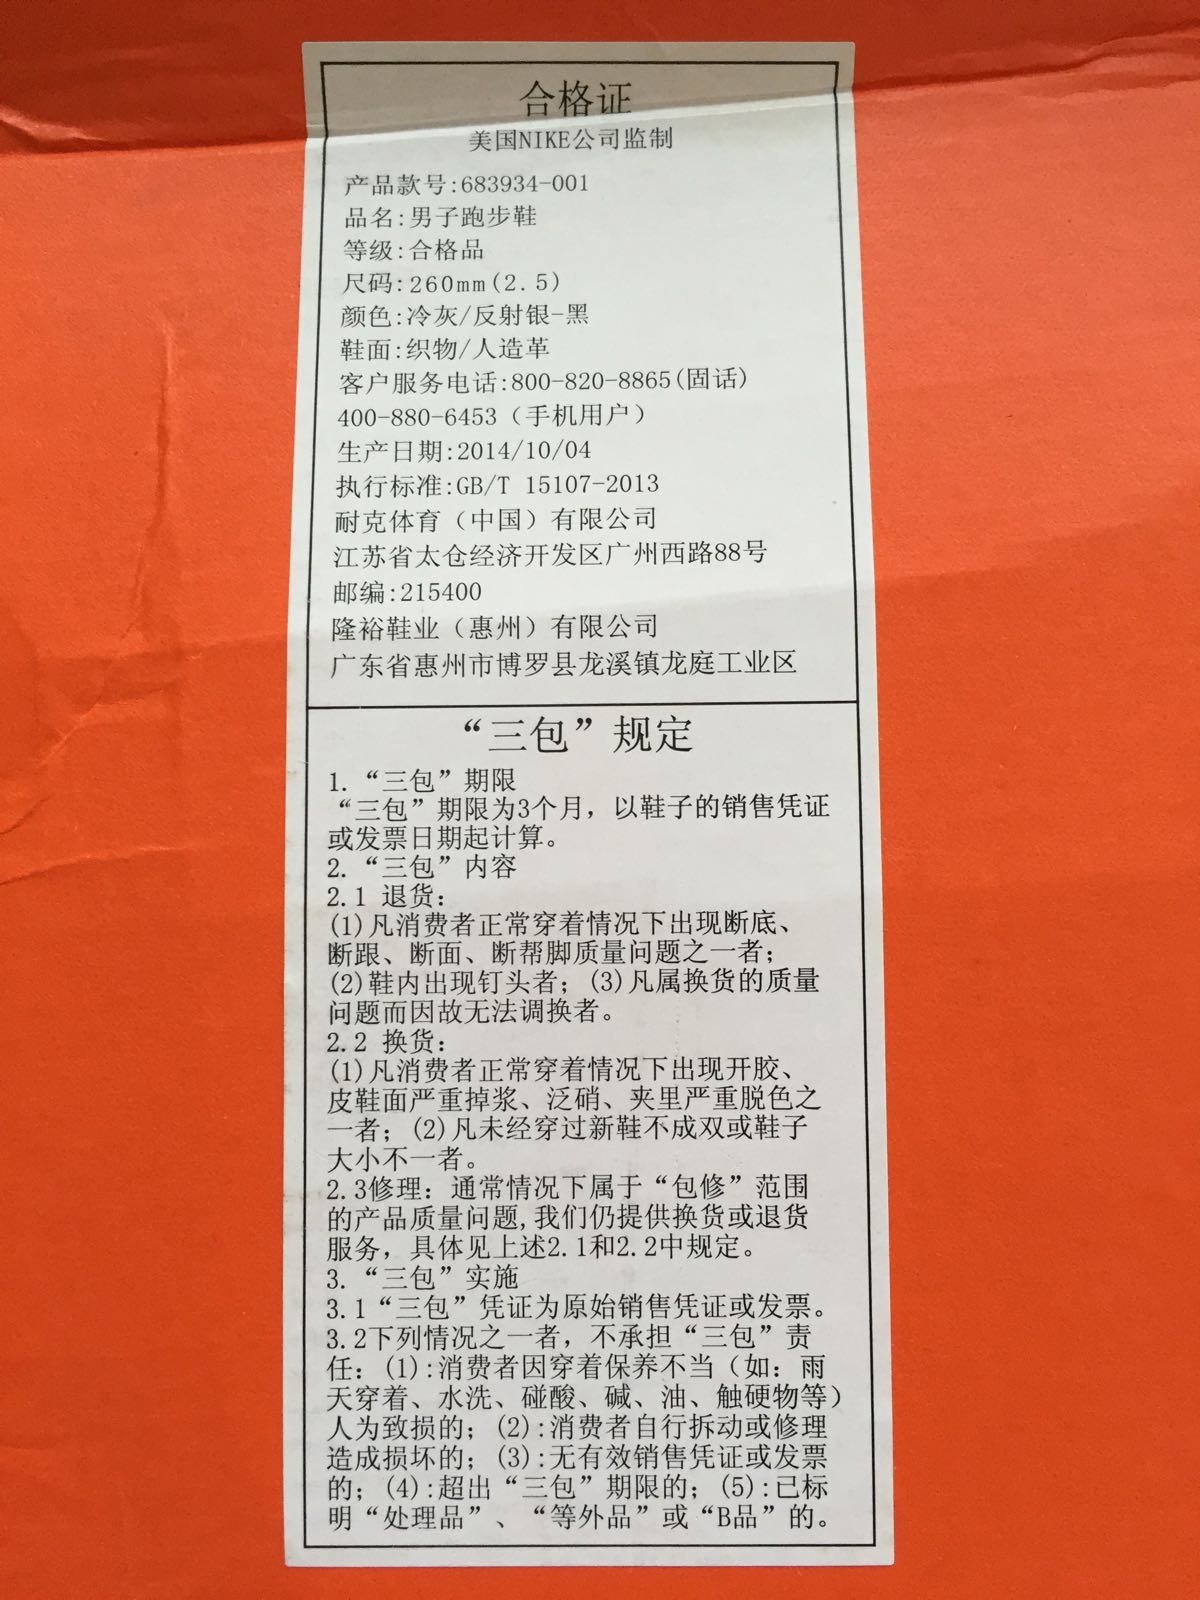 合格证
美国NIKE公司监制
产品款号:683934-001
品名:男子跑步鞋
等级:合格品
尺码:260mm(2.5)
颜色:冷灰/反射银-黑
鞋面:织物/人造革
客户服务电话:800-820-8865(固话)
400-880-6453（手机用户）
生产日期:2014/10/04
执行标准:GB/T 15107-2013
耐克体育（中国）有限公司
江苏省太仓经济开发区广州西路88号
邮编:215400
隆裕鞋业（惠州）有限公司
广东省惠州市博罗县龙溪镇龙庭工业区
“三包”规定
1.“三包”期限
“三包”期限为3个月，以鞋子的销售凭证
或发票日期起计算。
2.“三包”内容
2.1 退货：
(1)凡消费者正常穿着情况下出现断底、
断跟、断面、断帮脚质量问题之一者；
(2)鞋内出现钉头者；(3)凡属换货的质量
问题而因故无法调换者。
2.2 换货：
(1)凡消费者正常穿着情况下出现开胶、
皮鞋面严重掉浆、泛硝、夹里严重脱色之
一者；(2)凡未经穿过新鞋不成双或鞋子
大小不一者。
2.3修理：通常情况下属于“包修”范围
的产品质量问题,我们仍提供换货或退货
服务，具体见上述2.1和2.2中规定。
3.“三包”实施
3.1“三包”凭证为原始销售凭证或发票。
3.2下列情况之一者，不承担“三包”责
任：(1):消费者因穿着保养不当（如：雨
天穿着、水洗、碰酸、碱、油、触硬物等）
人为致损的；(2):消费者自行拆动或修理
造成损坏的；(3):无有效销售凭证或发票
的；(4):超出“三包”期限的；(5):已标
明“处理品”、“等外品”或“B品”的。